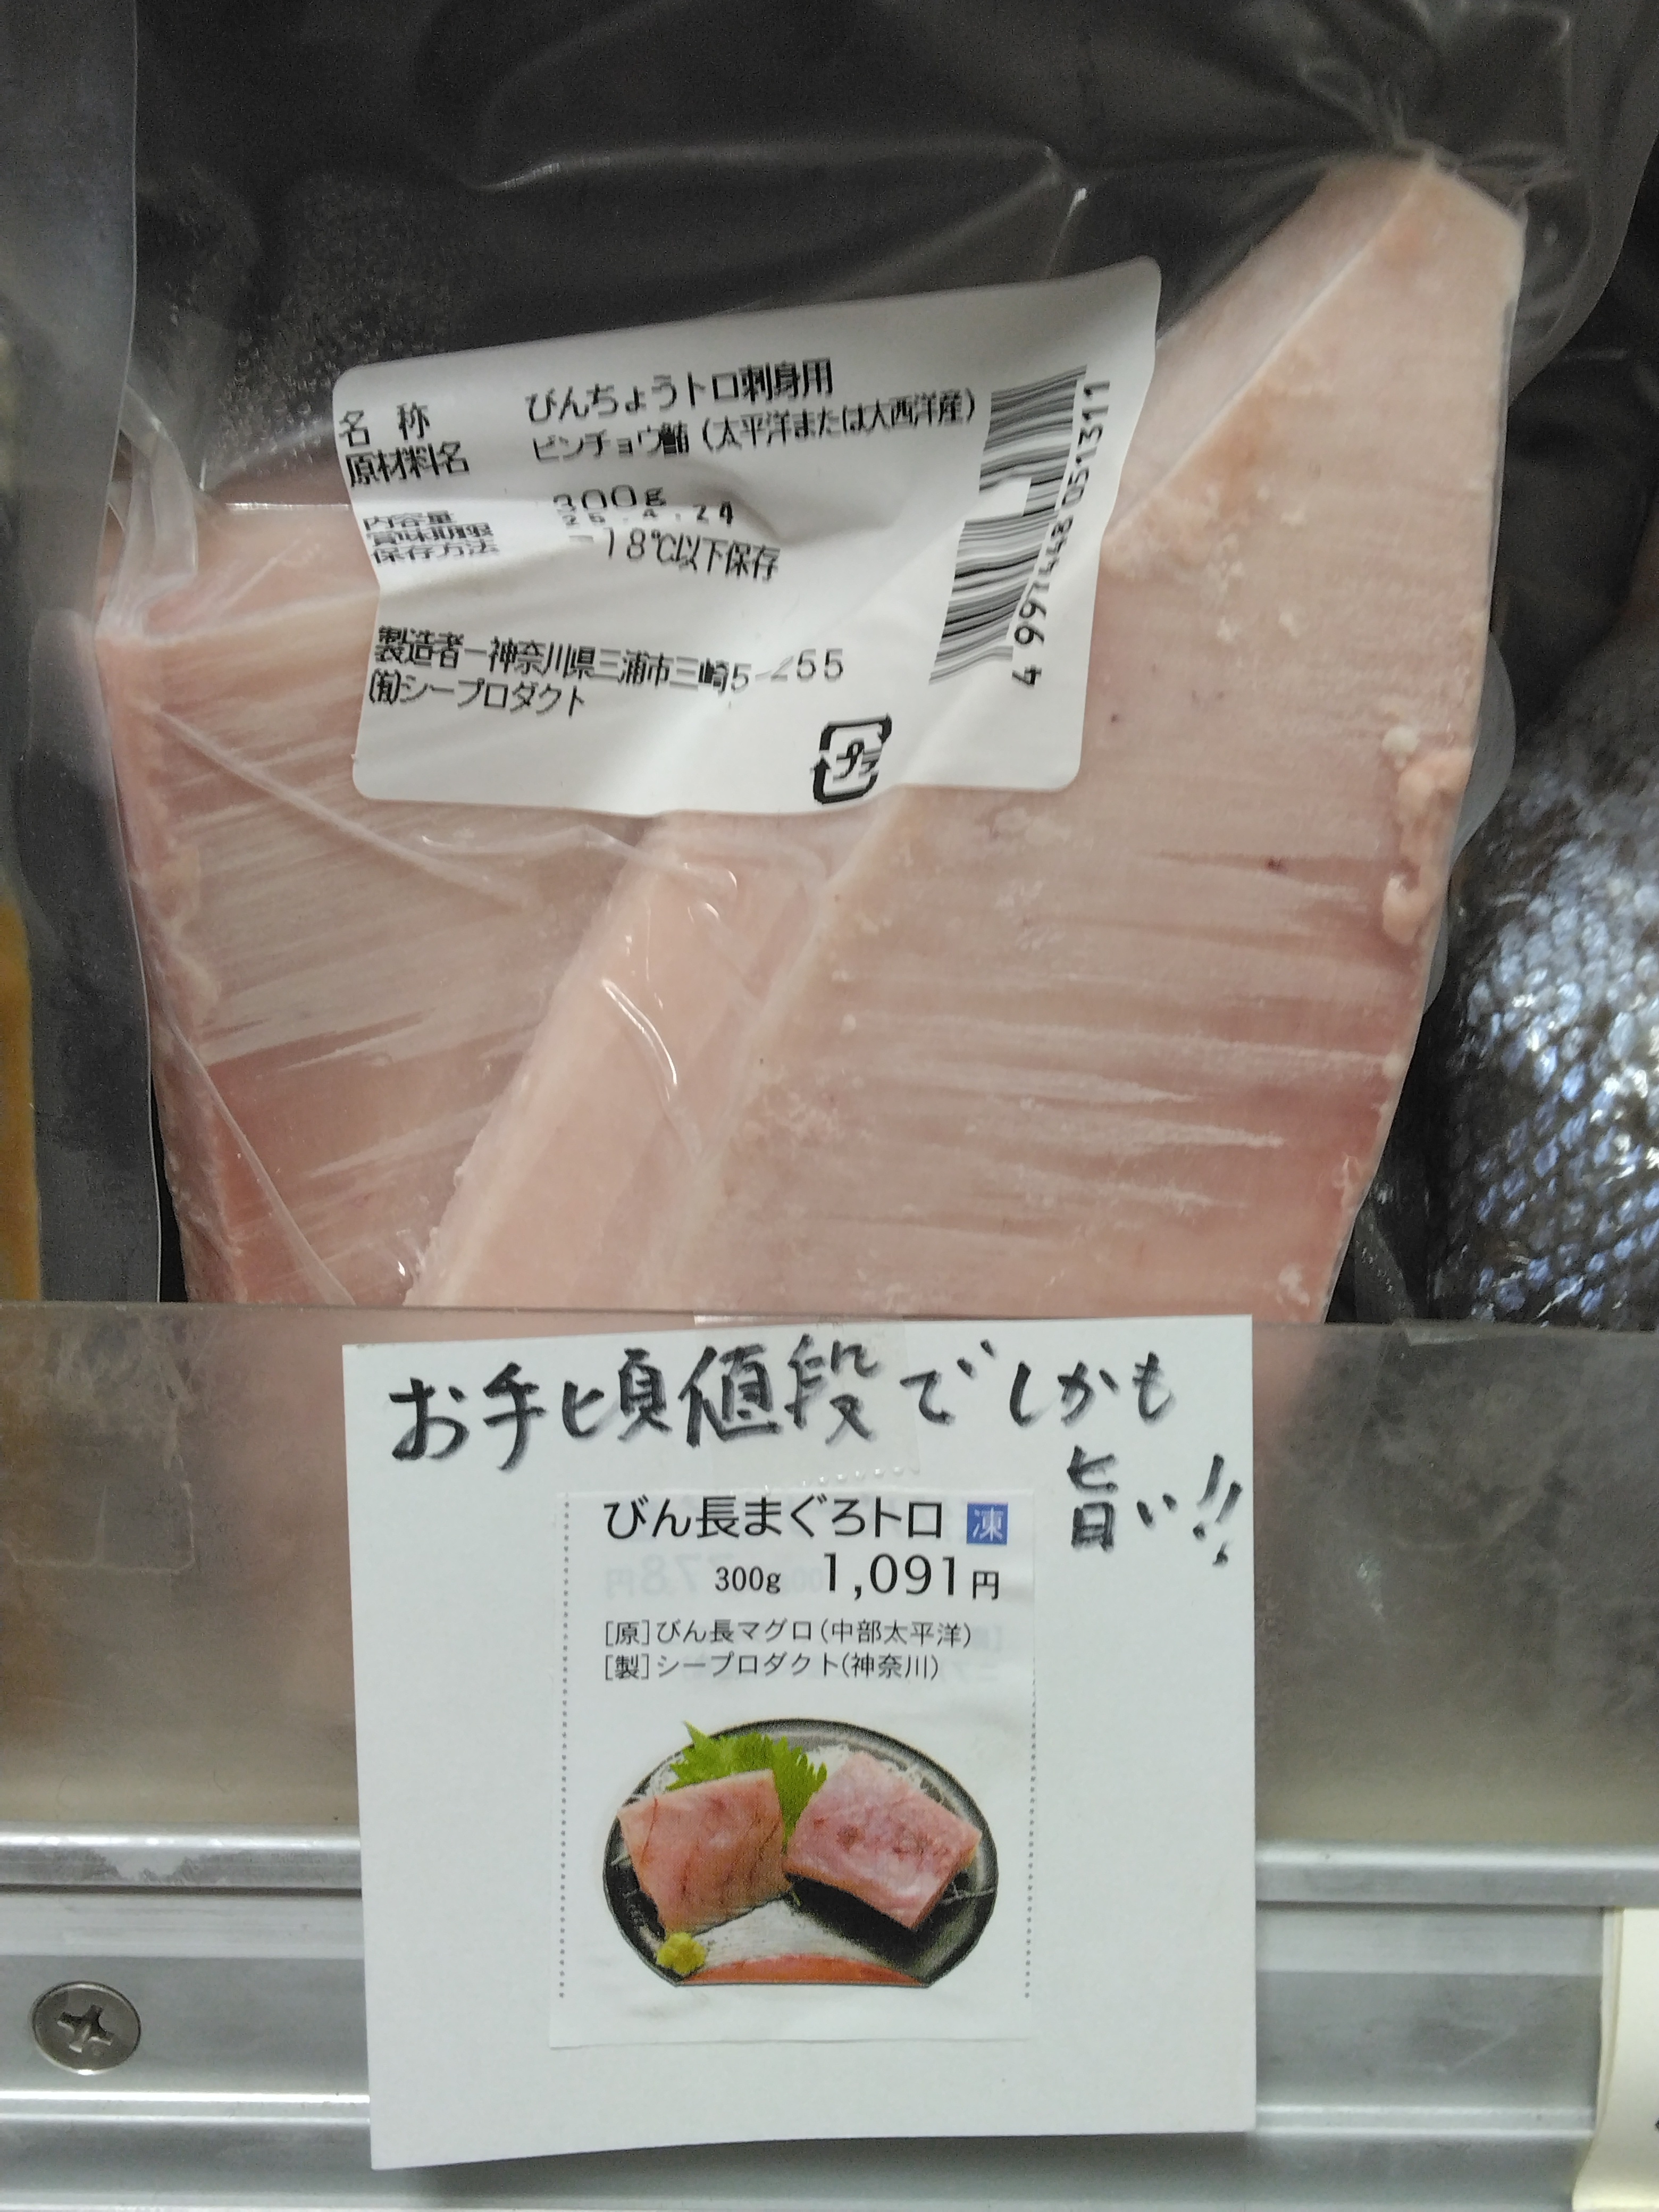 名 称 びんちょうトロ刺身用
原材料名 ビンチョウ鮪（太平洋または大西洋産）
内容量 300g
賞味期限 25.4.24
保存方法 -18℃以下保存
製造者－神奈川県三浦市三崎5-255
㈲シープロダクト
プラ
4 997448 051311
お手ヒ頃値段でしかも
旨い!!
びん長まぐろトロ 凍
300g 1,091円
[原]びん長マグロ(中部太平洋)
[製]シープロダクト(神奈川)